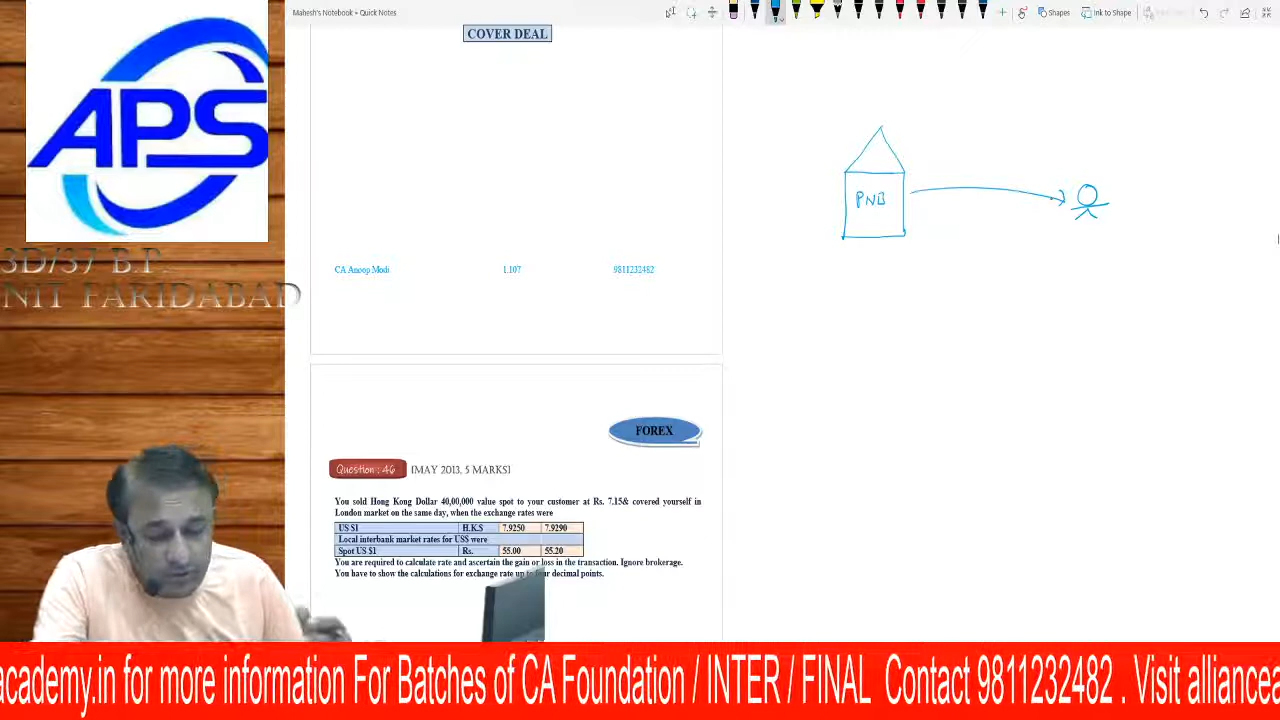 Mahesh's Notebook » Quick Notes
Shapes
Ink to Shape
APS
COVER DEAL
PNB
3D/37 B.P.
NIT FARIDABAD
CA Anoop Modi 1.107 9811232482
FOREX
Question : 46 [MAY 2013, 5 MARKS]
You sold Hong Kong Dollar 40,00,000 value spot to your customer at Rs. 7.15& covered yourself in
London market on the same day, when the exchange rates were
US $1 H.K.$ 7.9250 7.9290
Local interbank market rates for US$ were
Spot US $1 Rs. 55.00 55.20
You are required to calculate rate and ascertain the gain or loss in the transaction. Ignore brokerage.
You have to show the calculations for exchange rate up to four decimal points.
academy.in for more information For Batches of CA Foundation / INTER / FINAL Contact 9811232482 . Visit alliancea